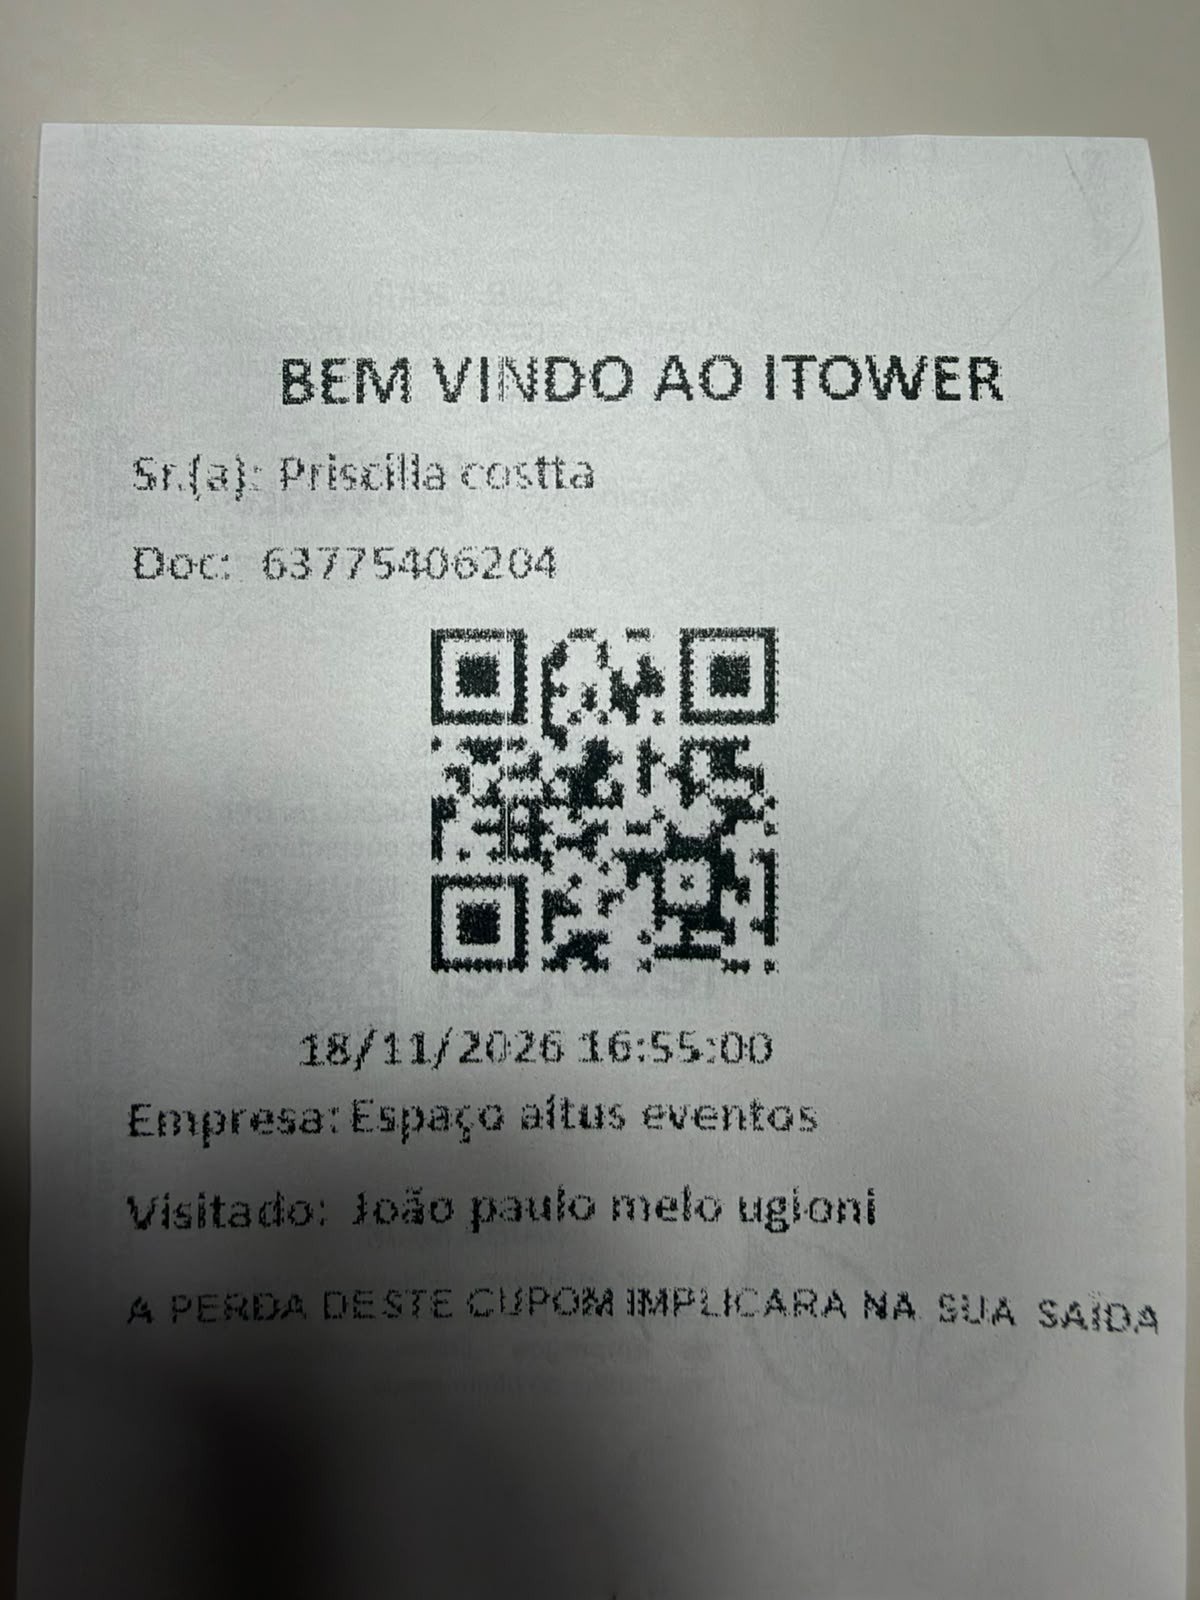 BEM VINDO AO ITOWER
Sr.(a): Priscilla costta
Doc: 63775406204
18/11/2026 16:55:00
Empresa: Espaço altus eventos
Visitado: João paulo melo ugioni
A PERDA DESTE CUPOM IMPLICARA NA SUA SAÍDA